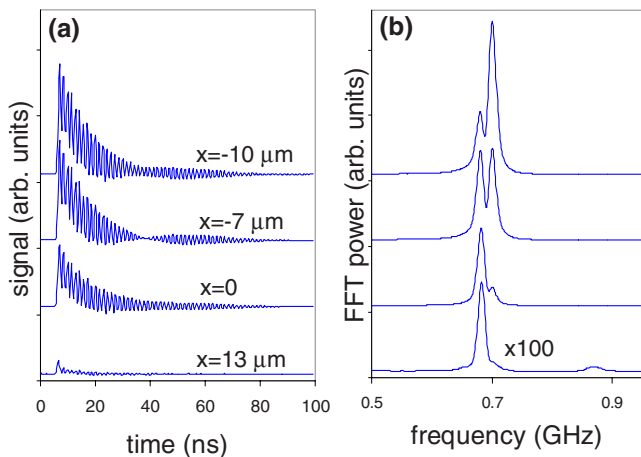 (a)
signal (arb. units)
x=-10 μm
x=-7 μm
x=0
x=13 μm
0 20 40 60 80 100
time (ns)
(b)
FFT power (arb. units)
x100
0.5 0.7 0.9
frequency (GHz)